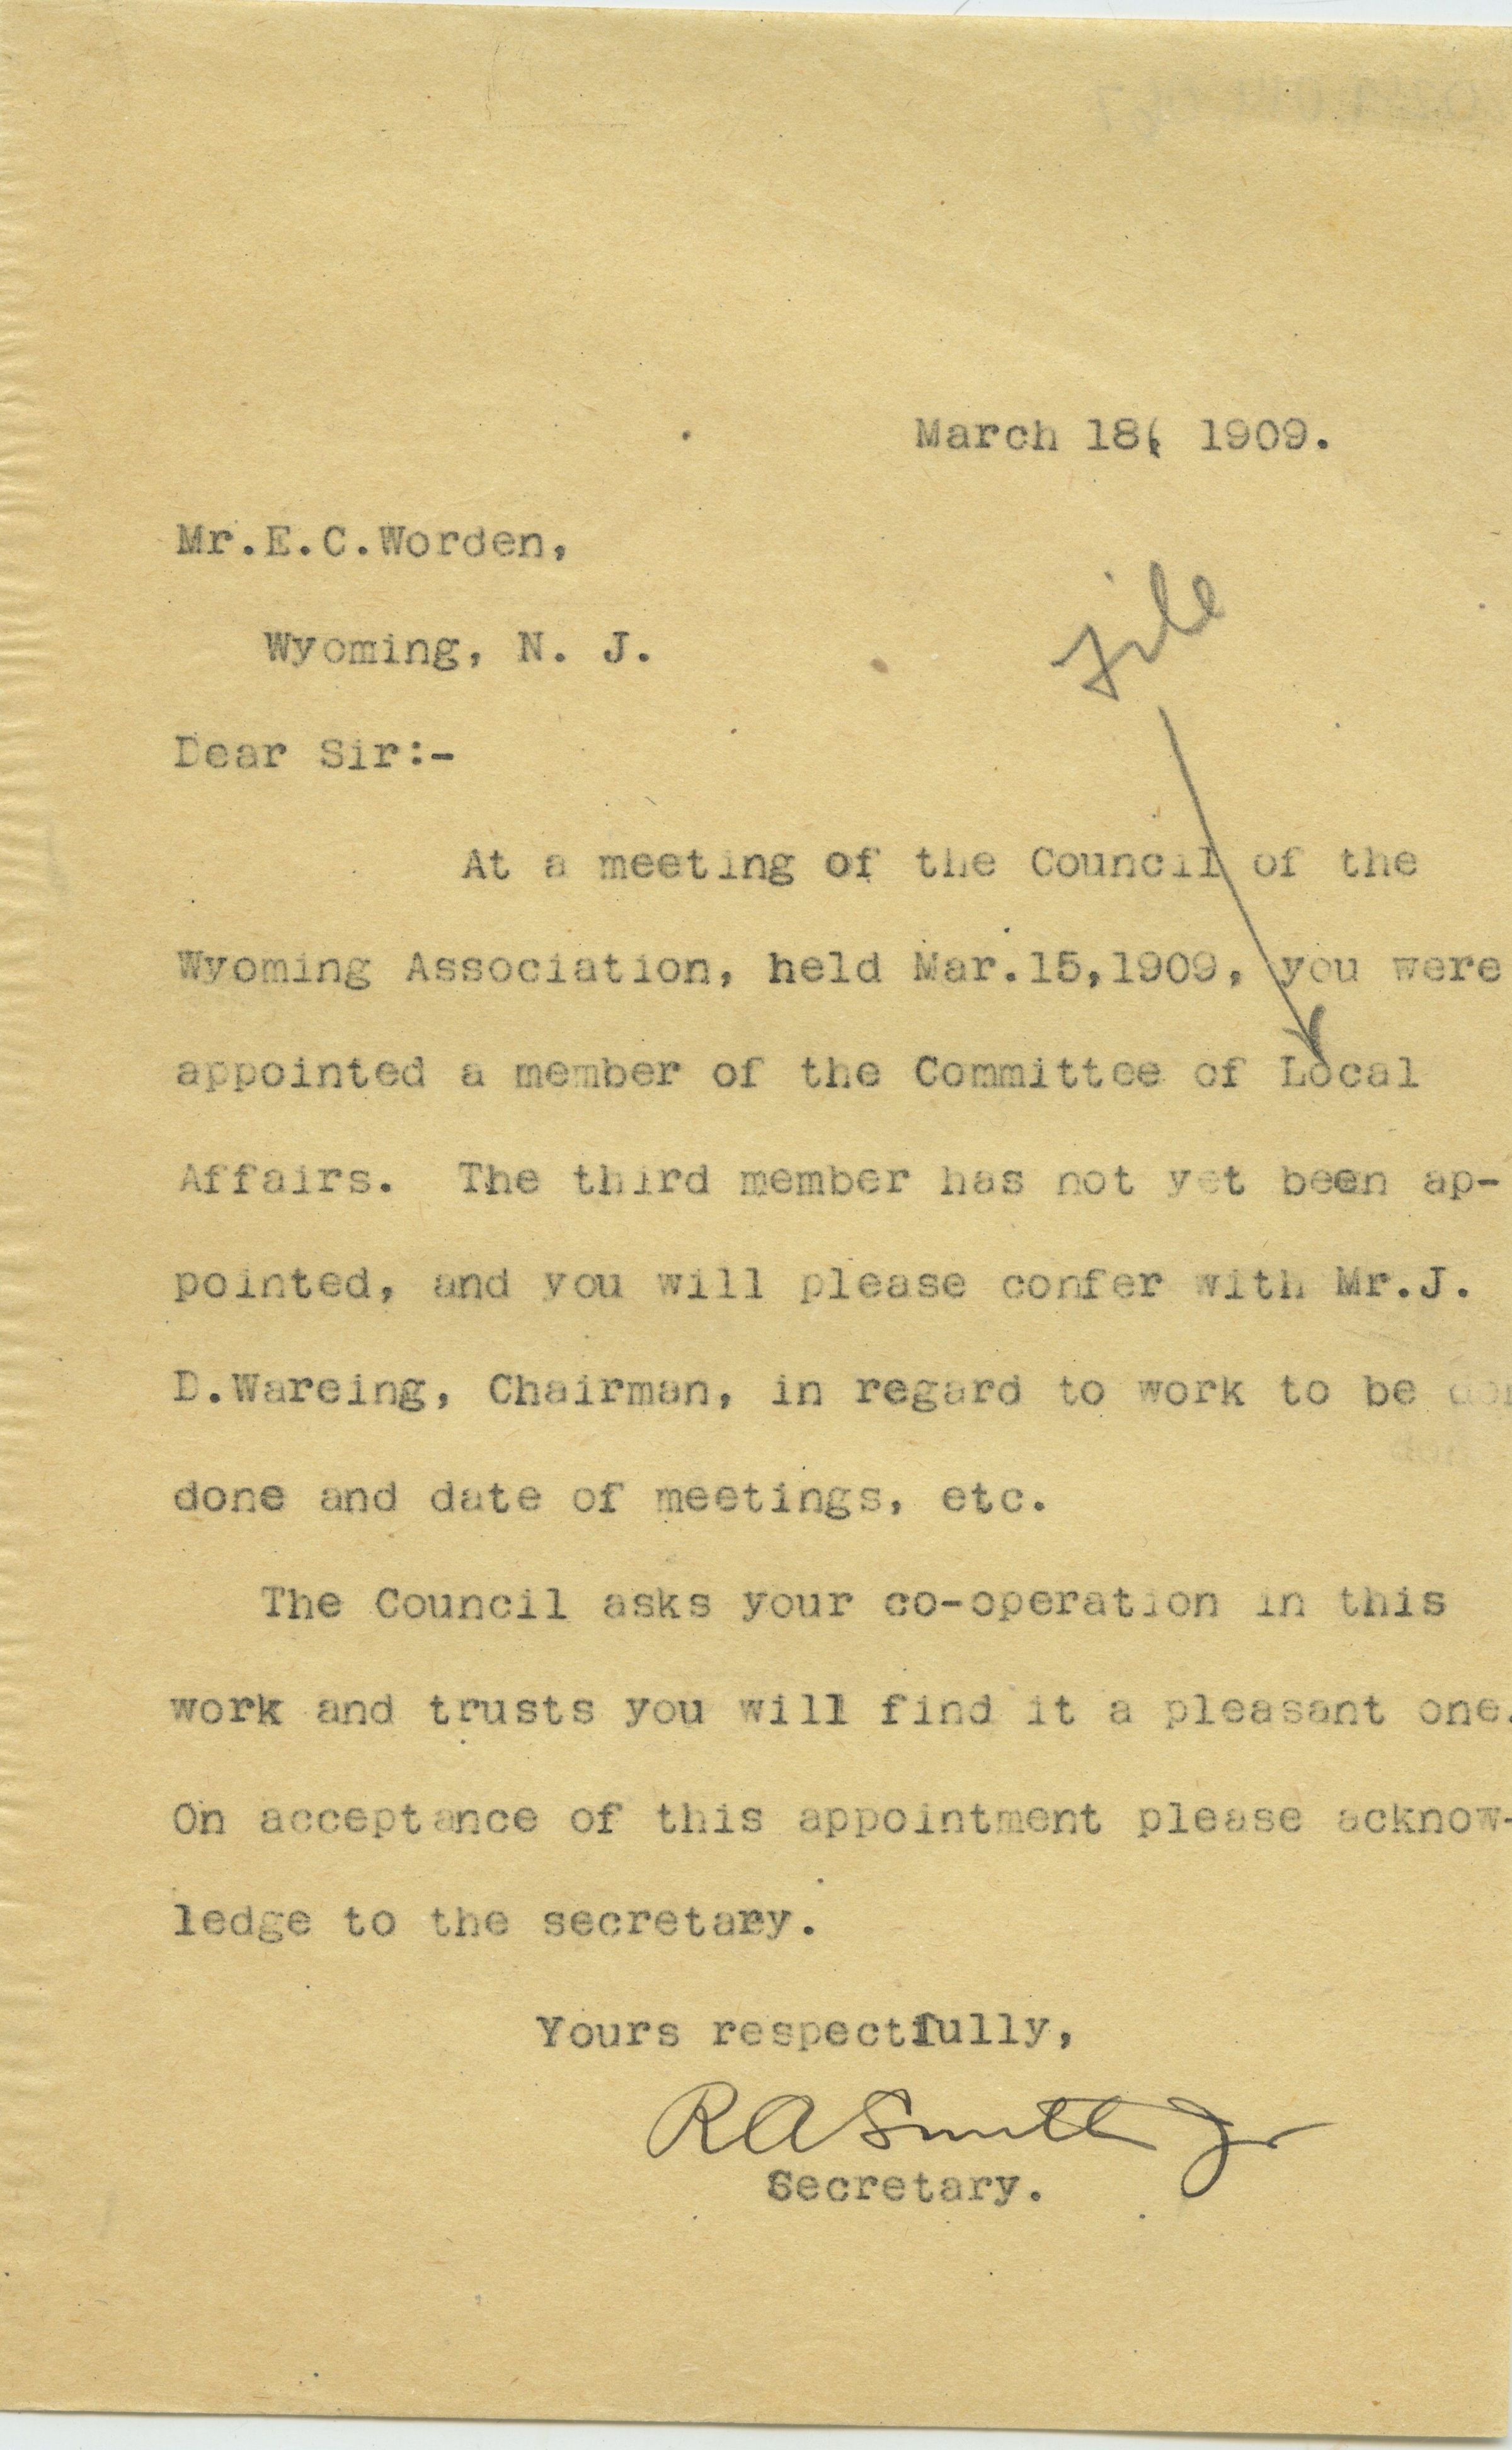 March 18, 1909.
Mr.E.C.Worden,
file
Wyoming, N. J.
Dear Sir:-
At a meeting of the Council of the
Wyoming Association, held Mar.15,1909, you were
appointed a member of the Committee of Local
Affairs. The third member has not yet been ap-
pointed, and you will please confer with Mr.J.
D.Wareing, Chairman, in regard to work to be don
done and date of meetings, etc.
The Council asks your co-operation in this
work and trusts you will find it a pleasant one.
On acceptance of this appointment please acknow-
ledge to the secretary.
Yours respectfully,
RASmith Jr
Secretary.